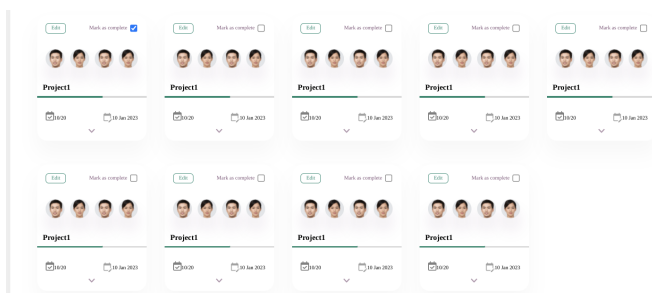 Edit Mark as complete Edit Mark as complete Edit Mark as complete Edit Mark as complete Edit Mark as complete
Project1 Project1 Project1 Project1 Project1
10/20 10 Jan 2023 10/20 10 Jan 2023 10/20 10 Jan 2023 10/20 10 Jan 2023 10/20 10 Jan 2023
Edit Mark as complete Edit Mark as complete Edit Mark as complete Edit Mark as complete
Project1 Project1 Project1 Project1
10/20 10 Jan 2023 10/20 10 Jan 2023 10/20 10 Jan 2023 10/20 10 Jan 2023